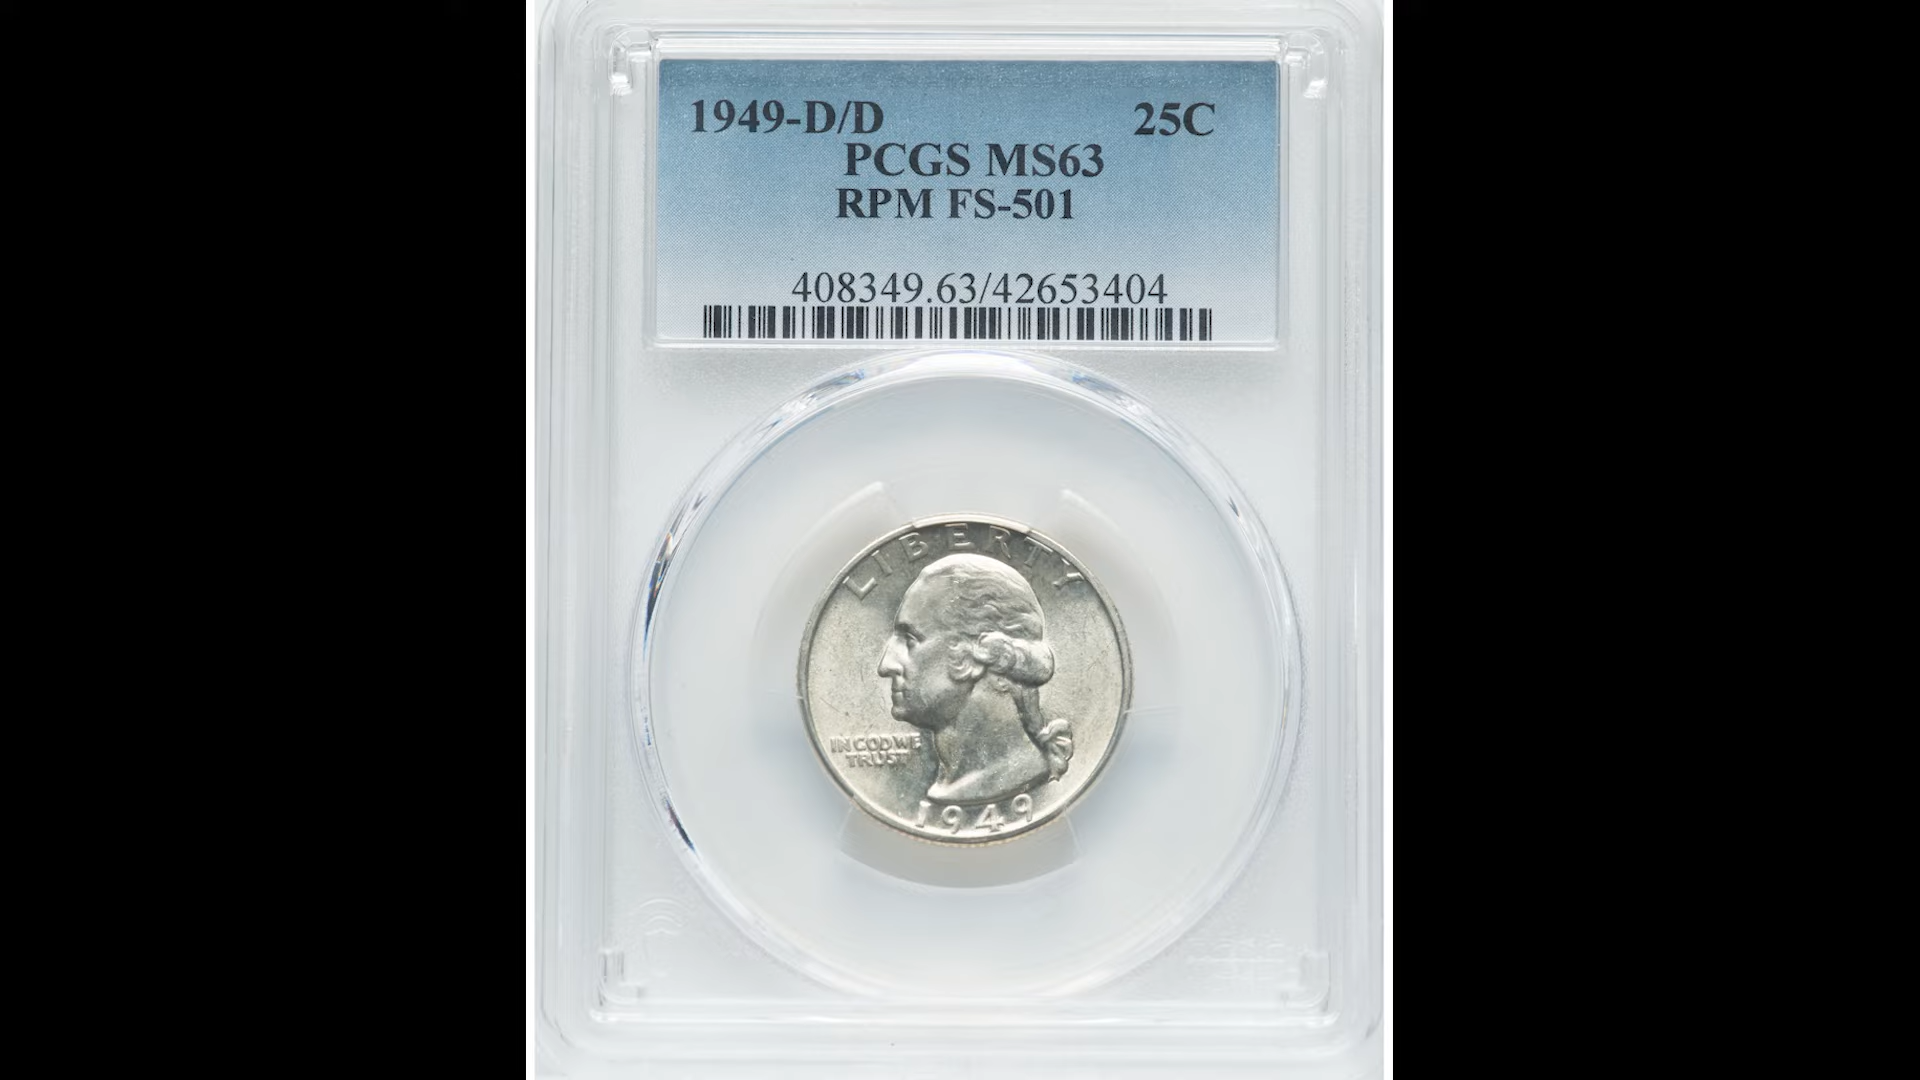 1949-D/D 25C
PCGS MS63
RPM FS-501
408349.63/42653404
LIBERTY
IN GOD WE
TRUST
1949